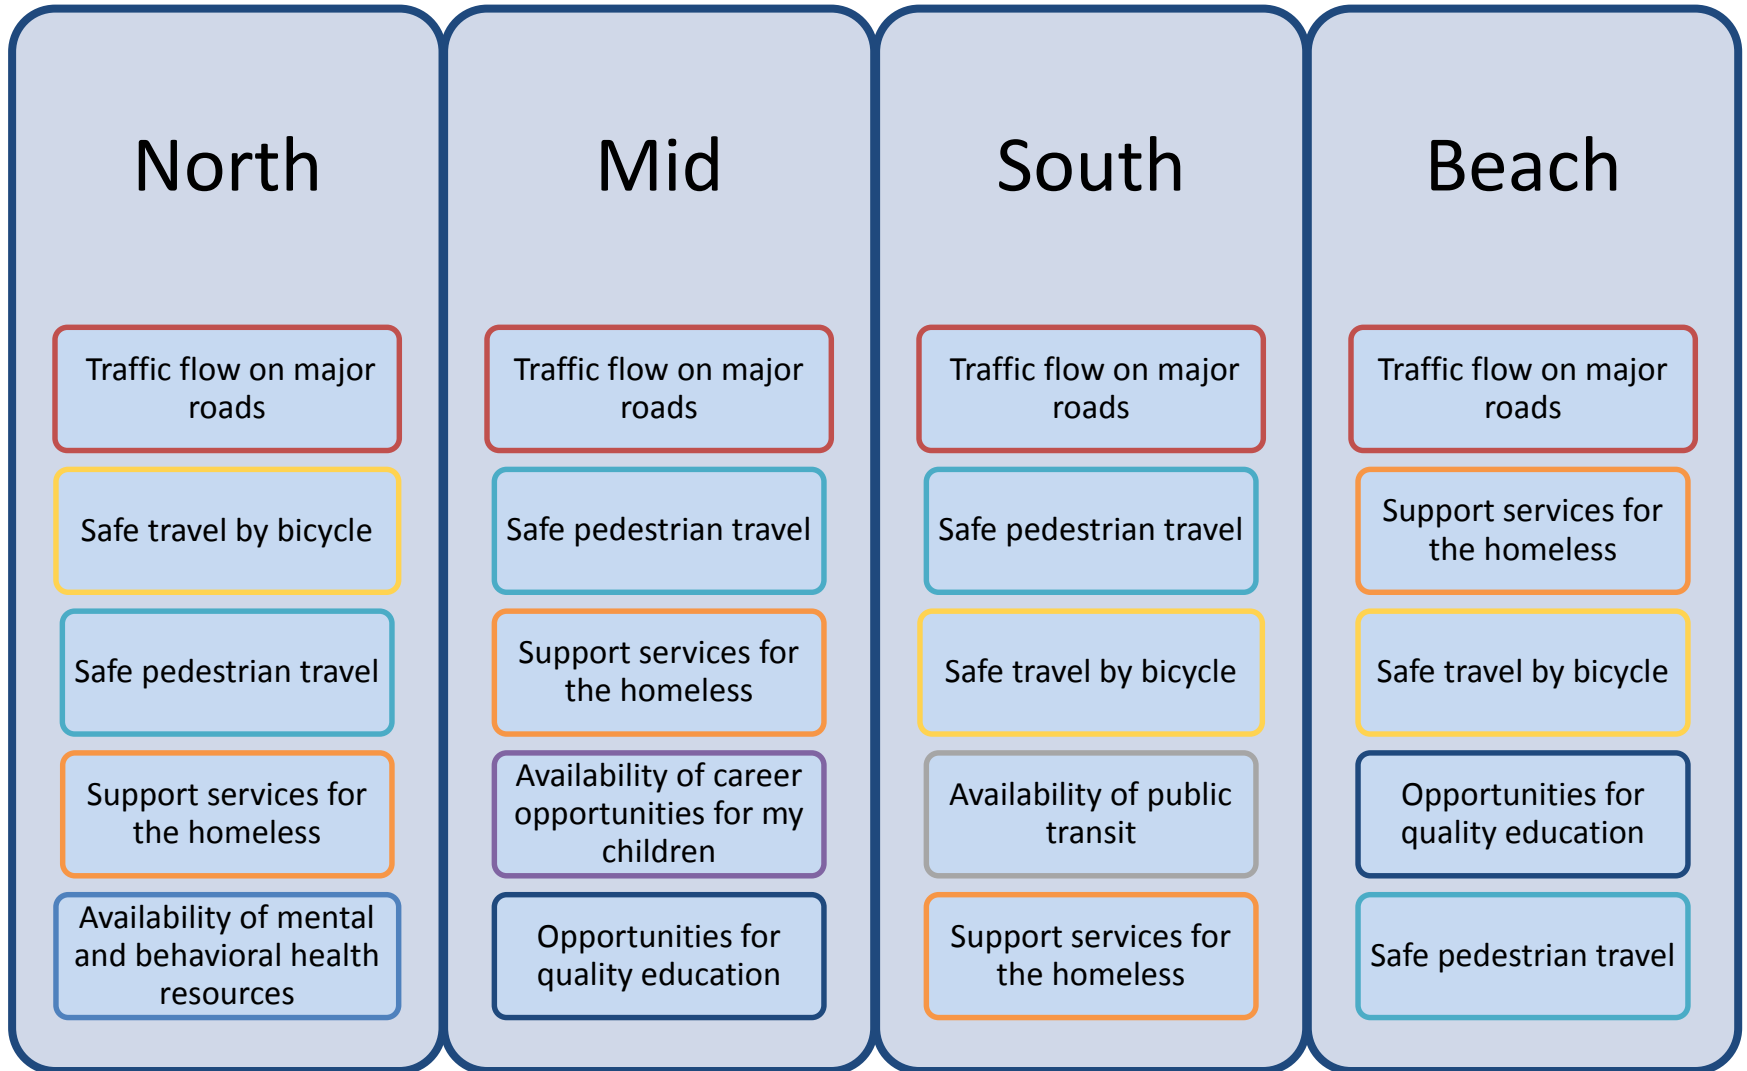 North
Traffic flow on major
roads
Safe travel by bicycle
Safe pedestrian travel
Support services for
the homeless
Availability of mental
and behavioral health
resources
Mid
Traffic flow on major
roads
Safe pedestrian travel
Support services for
the homeless
Availability of career
opportunities for my
children
Opportunities for
quality education
South
Traffic flow on major
roads
Safe pedestrian travel
Safe travel by bicycle
Availability of public
transit
Support services for
the homeless
Beach
Traffic flow on major
roads
Support services for
the homeless
Safe travel by bicycle
Opportunities for
quality education
Safe pedestrian travel